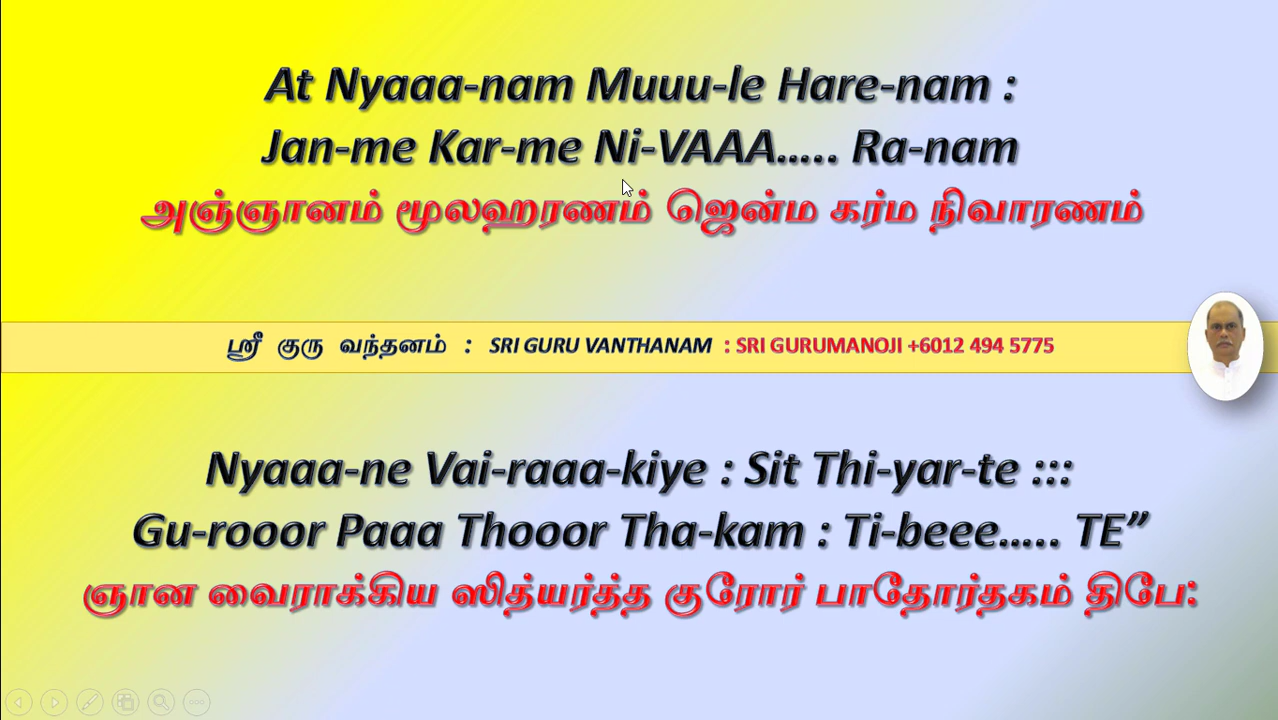 At Nyaaa-nam Muuu-le Hare-nam :
Jan-me Kar-me Ni-VAAA..... Ra-nam
அஞ்ஞானம் மூலஹரணம் ஜென்ம கர்ம நிவாரணம்
ஸ்ரீ குரு வந்தனம் : SRI GURU VANTHANAM : SRI GURUMANOJI +6012 494 5775
Nyaaa-ne Vai-raaa-kiye : Sit Thi-yar-te :::
Gu-rooor Paaa Thooor Tha-kam : Ti-beee..... TE”
ஞான வைராக்கிய ஸித்யர்த்த குரோர் பாதோர்தகம் திபே: